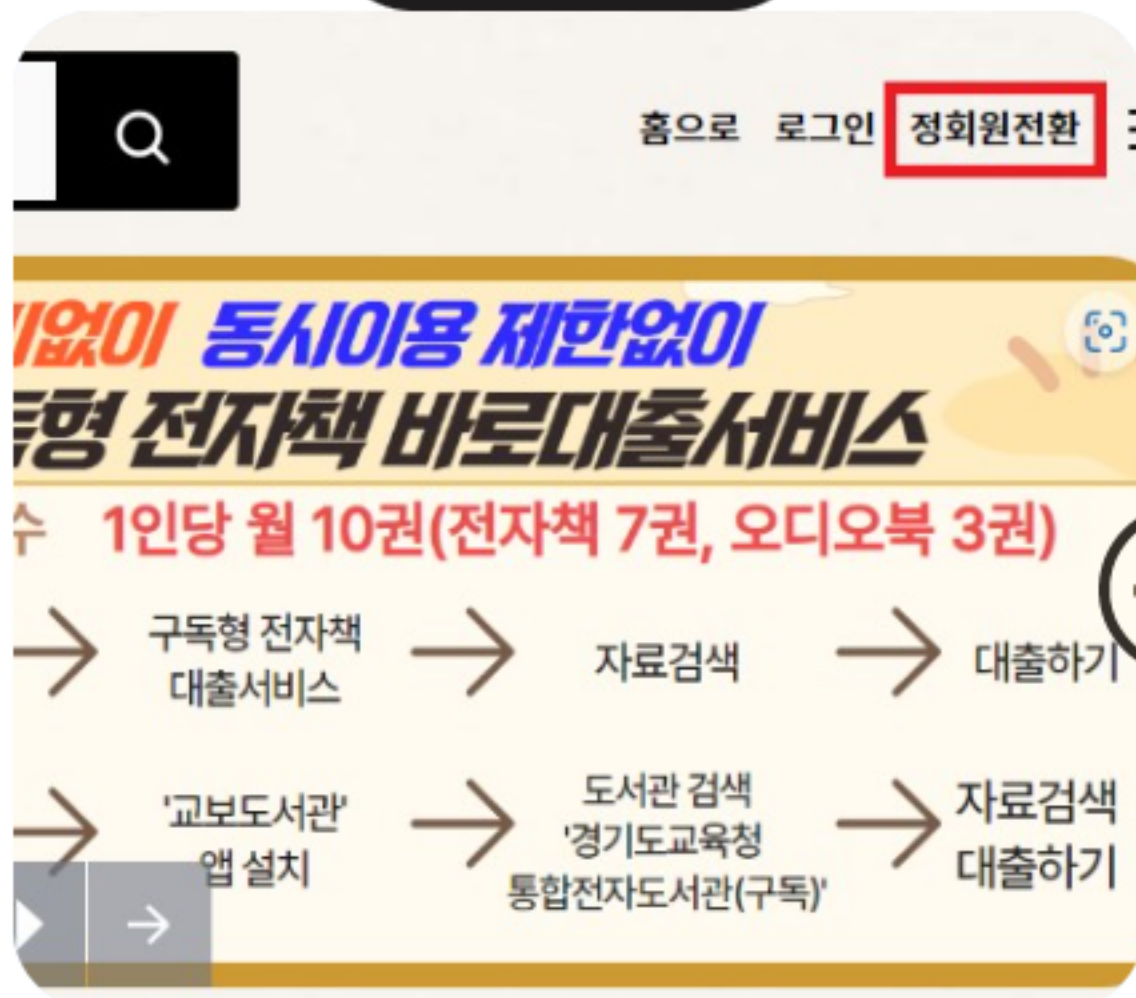 홈으로 로그인 정회원전환
없이 동시이용 제한없이
형 전자책 바로대출서비스
수 1인당 월 10권(전자책 7권, 오디오북 3권)
구독형 전자책
대출서비스
자료검색
대출하기
'교보도서관'
앱 설치
도서관 검색
'경기도교육청
통합전자도서관(구독)'
자료검색
대출하기